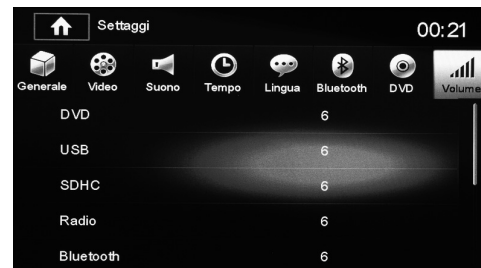 Settaggi 00:21
Generale Video Suono Tempo Lingua Bluetooth DVD Volume
DVD 6
USB 6
SDHC 6
Radio 6
Bluetooth 6